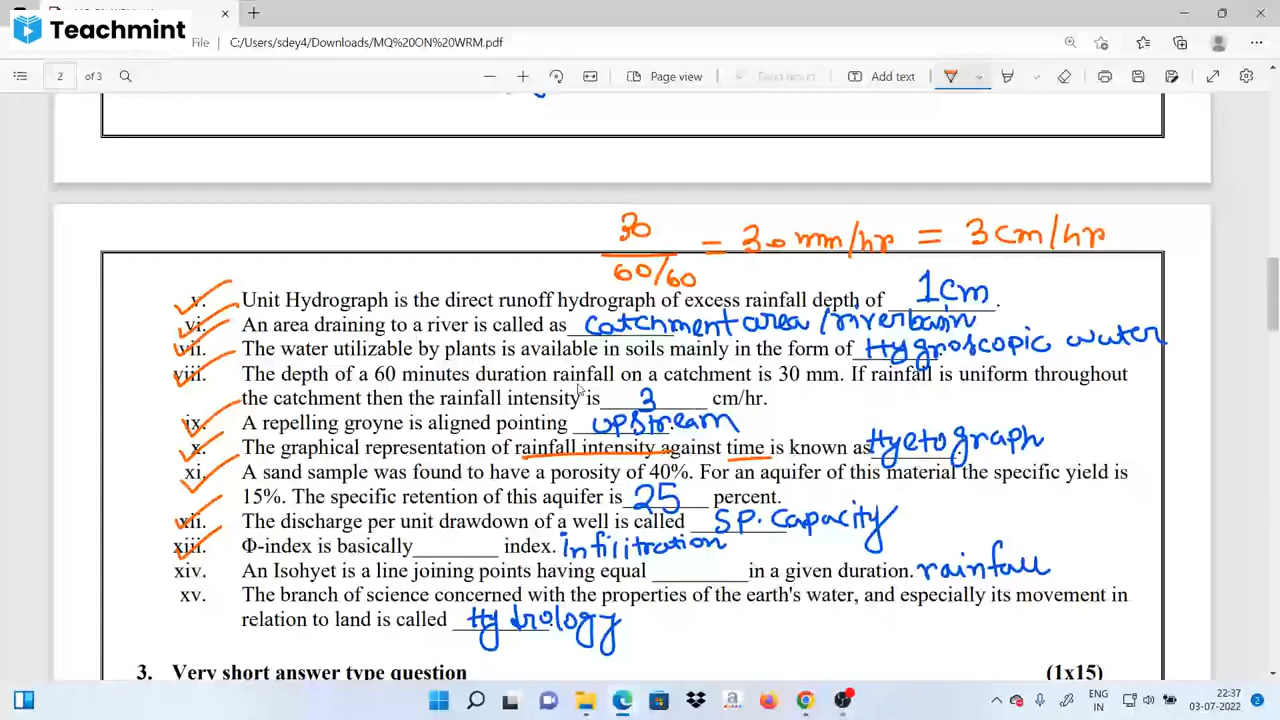 Teachmint
File
C:/Users/sdey4/Downloads/MQ%20ON%20WRM.pdf
2 of 3
Page view
Add text
30
60/60
= 30 mm/hr = 3 cm/hr
v. Unit Hydrograph is the direct runoff hydrograph of excess rainfall depth of 1cm.
vi. An area draining to a river is called as catchment area / riverbasin
vii. The water utilizable by plants is available in soils mainly in the form of Hygroscopic water
viii. The depth of a 60 minutes duration rainfall on a catchment is 30 mm. If rainfall is uniform throughout
the catchment then the rainfall intensity is 3 cm/hr.
ix. A repelling groyne is aligned pointing upstream.
x. The graphical representation of rainfall intensity against time is known as Hyetograph
xi. A sand sample was found to have a porosity of 40%. For an aquifer of this material the specific yield is
15%. The specific retention of this aquifer is 25 percent.
xii. The discharge per unit drawdown of a well is called SP. Capacity
xiii. Φ-index is basically________ index. infilitration
xiv. An Isohyet is a line joining points having equal _________ in a given duration. rainfall
xv. The branch of science concerned with the properties of the earth's water, and especially its movement in
relation to land is called Hydrology
3. Very short answer type question (1x15)
ENG
IN
22:37
03-07-2022